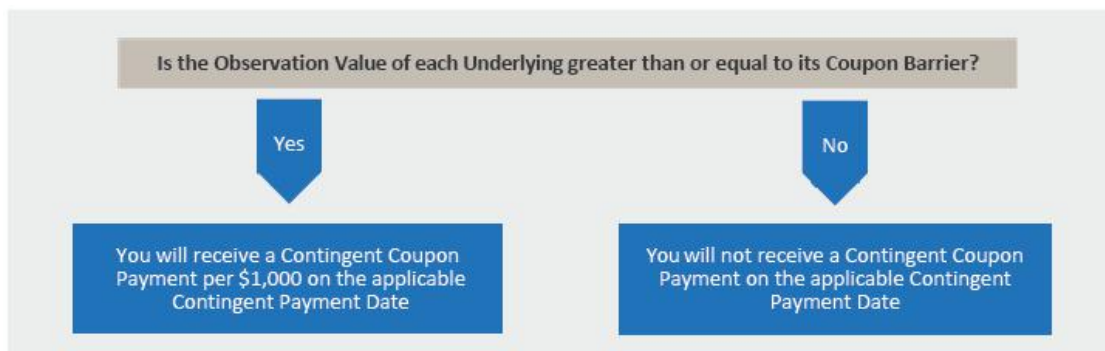 Is the Observation Value of each Underlying greater than or equal to its Coupon Barrier?
Yes
No
You will receive a Contingent Coupon
Payment per $1,000 on the applicable
Contingent Payment Date
You will not receive a Contingent Coupon
Payment on the applicable Contingent
Payment Date